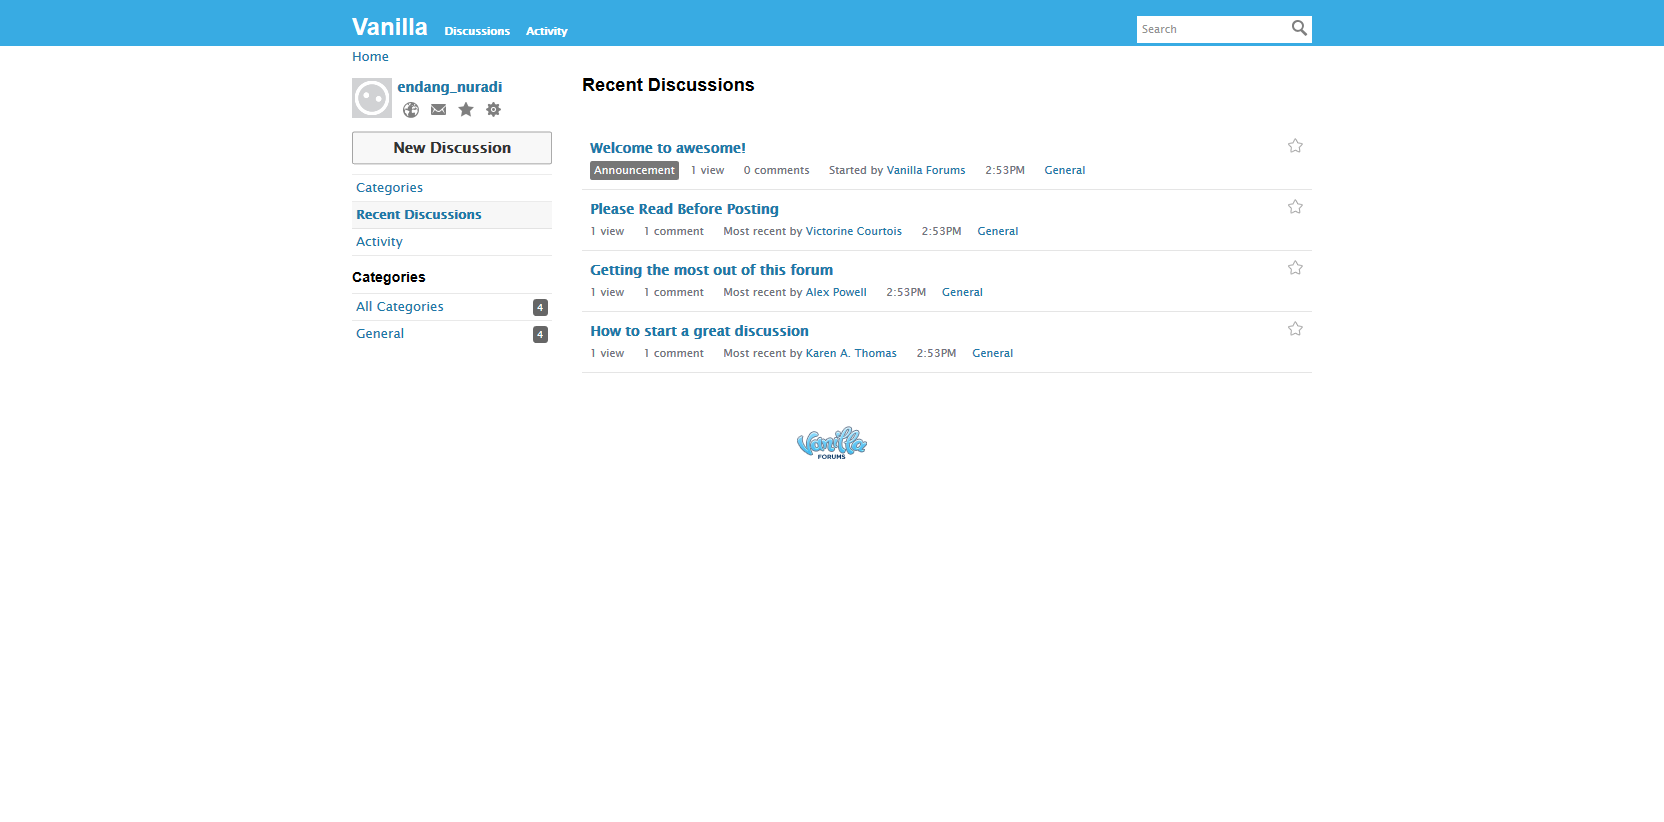 Vanilla Discussions Activity Search
Home
endang_nuradi
New Discussion
Categories
Recent Discussions
Activity
Categories
All Categories 4
General 4
Recent Discussions
Welcome to awesome!
Announcement 1 view 0 comments Started by Vanilla Forums 2:53PM General
Please Read Before Posting
1 view 1 comment Most recent by Victorine Courtois 2:53PM General
Getting the most out of this forum
1 view 1 comment Most recent by Alex Powell 2:53PM General
How to start a great discussion
1 view 1 comment Most recent by Karen A. Thomas 2:53PM General
Vanilla
FORUMS